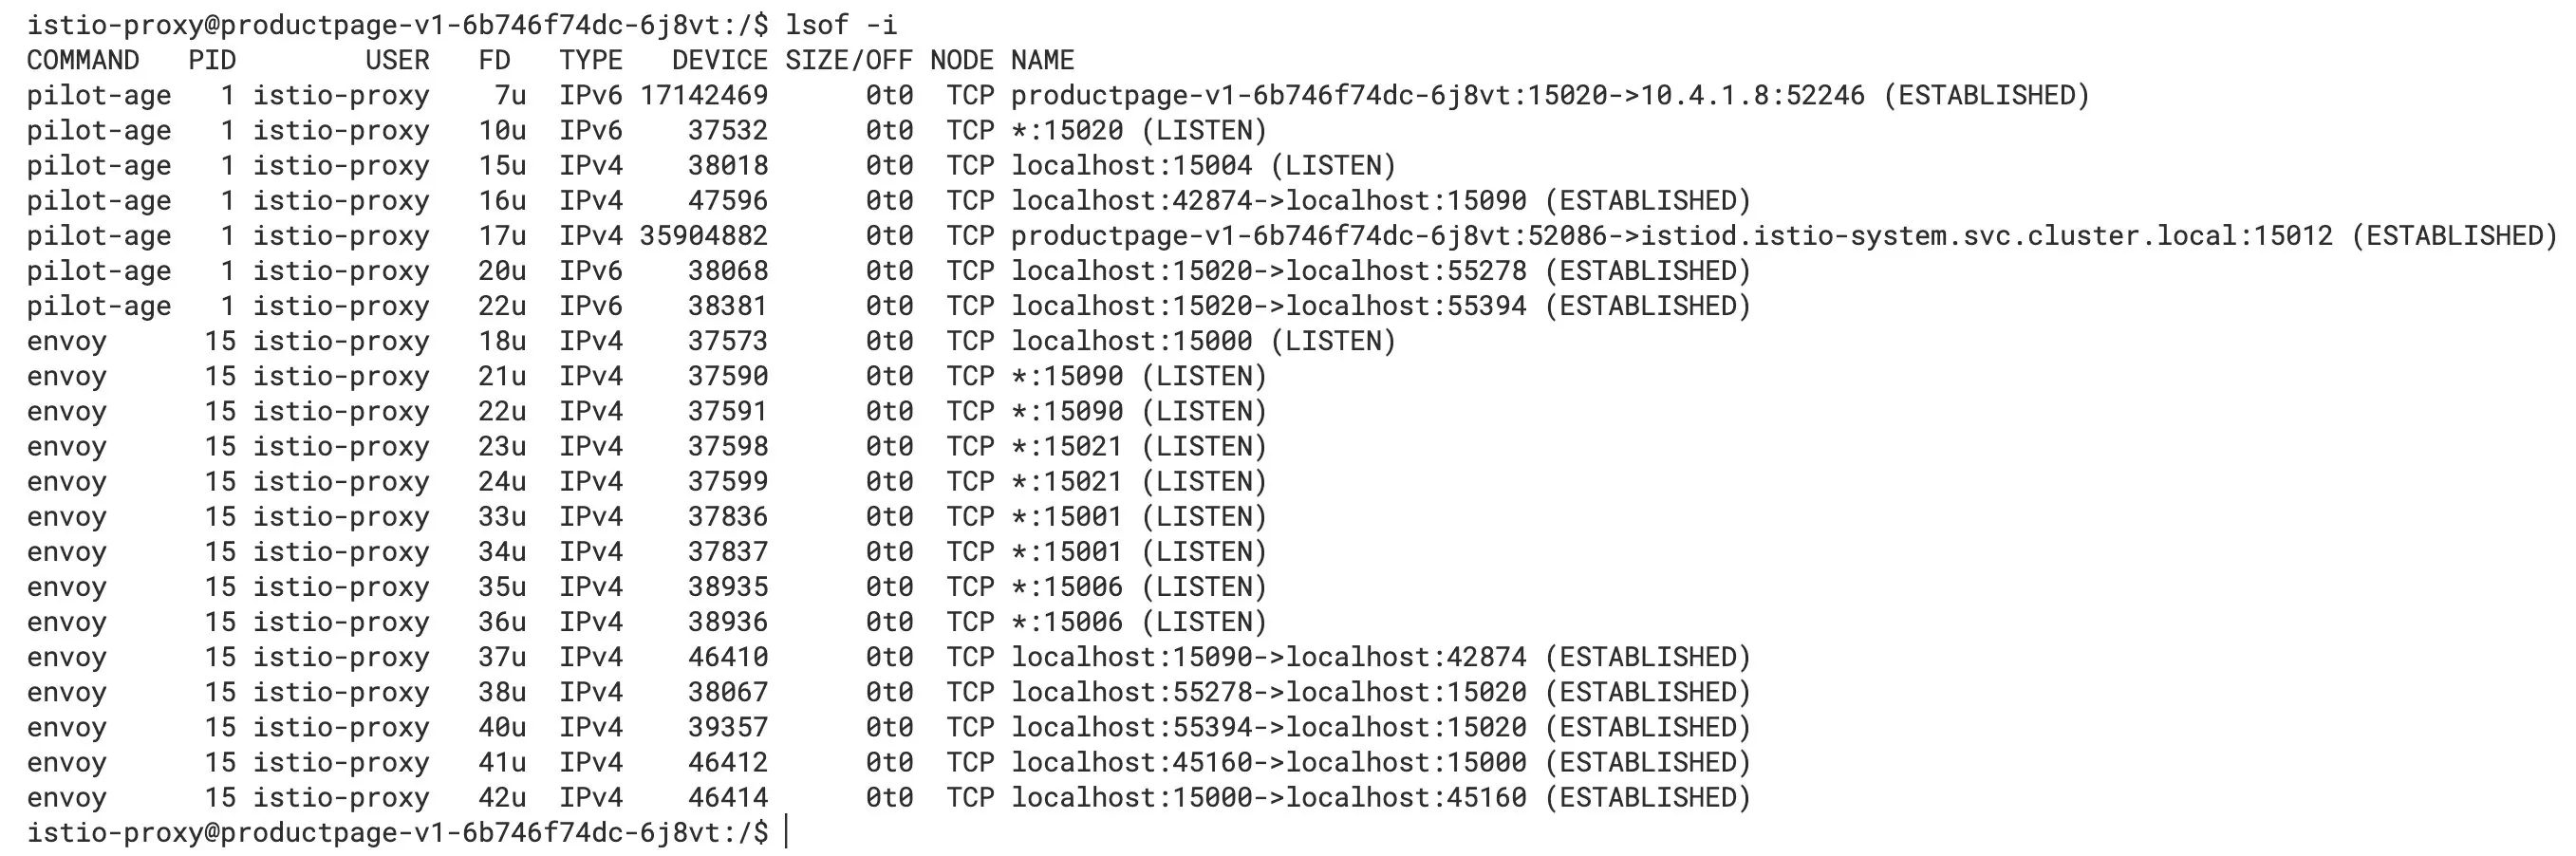 istio-proxy@productpage-v1-6b746f74dc-6j8vt:/$ lsof -i
COMMAND   PID        USER   FD   TYPE   DEVICE SIZE/OFF NODE NAME
pilot-age   1 istio-proxy    7u  IPv6 17142469      0t0  TCP productpage-v1-6b746f74dc-6j8vt:15020->10.4.1.8:52246 (ESTABLISHED)
pilot-age   1 istio-proxy   10u  IPv6    37532      0t0  TCP *:15020 (LISTEN)
pilot-age   1 istio-proxy   15u  IPv4    38018      0t0  TCP localhost:15004 (LISTEN)
pilot-age   1 istio-proxy   16u  IPv4    47596      0t0  TCP localhost:42874->localhost:15090 (ESTABLISHED)
pilot-age   1 istio-proxy   17u  IPv4 35904882      0t0  TCP productpage-v1-6b746f74dc-6j8vt:52086->istiod.istio-system.svc.cluster.local:15012 (ESTABLISHED)
pilot-age   1 istio-proxy   20u  IPv6    38068      0t0  TCP localhost:15020->localhost:55278 (ESTABLISHED)
pilot-age   1 istio-proxy   22u  IPv6    38381      0t0  TCP localhost:15020->localhost:55394 (ESTABLISHED)
envoy      15 istio-proxy   18u  IPv4    37573      0t0  TCP localhost:15000 (LISTEN)
envoy      15 istio-proxy   21u  IPv4    37590      0t0  TCP *:15090 (LISTEN)
envoy      15 istio-proxy   22u  IPv4    37591      0t0  TCP *:15090 (LISTEN)
envoy      15 istio-proxy   23u  IPv4    37598      0t0  TCP *:15021 (LISTEN)
envoy      15 istio-proxy   24u  IPv4    37599      0t0  TCP *:15021 (LISTEN)
envoy      15 istio-proxy   33u  IPv4    37836      0t0  TCP *:15001 (LISTEN)
envoy      15 istio-proxy   34u  IPv4    37837      0t0  TCP *:15001 (LISTEN)
envoy      15 istio-proxy   35u  IPv4    38935      0t0  TCP *:15006 (LISTEN)
envoy      15 istio-proxy   36u  IPv4    38936      0t0  TCP *:15006 (LISTEN)
envoy      15 istio-proxy   37u  IPv4    46410      0t0  TCP localhost:15090->localhost:42874 (ESTABLISHED)
envoy      15 istio-proxy   38u  IPv4    38067      0t0  TCP localhost:55278->localhost:15020 (ESTABLISHED)
envoy      15 istio-proxy   40u  IPv4    39357      0t0  TCP localhost:55394->localhost:15020 (ESTABLISHED)
envoy      15 istio-proxy   41u  IPv4    46412      0t0  TCP localhost:45160->localhost:15000 (ESTABLISHED)
envoy      15 istio-proxy   42u  IPv4    46414      0t0  TCP localhost:15000->localhost:45160 (ESTABLISHED)
istio-proxy@productpage-v1-6b746f74dc-6j8vt:/$